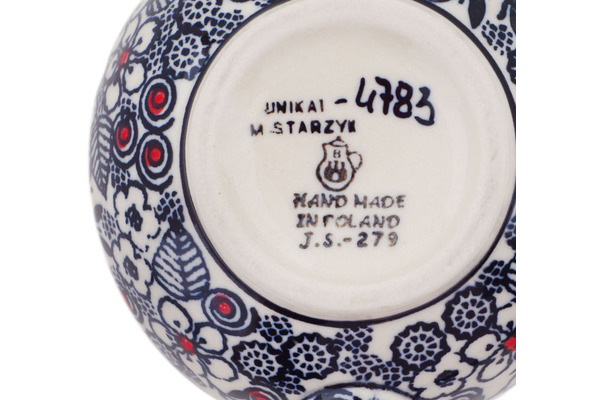 UNIKAT - 4783
M STARZYK
B
HAND MADE
IN POLAND
J.S.-279